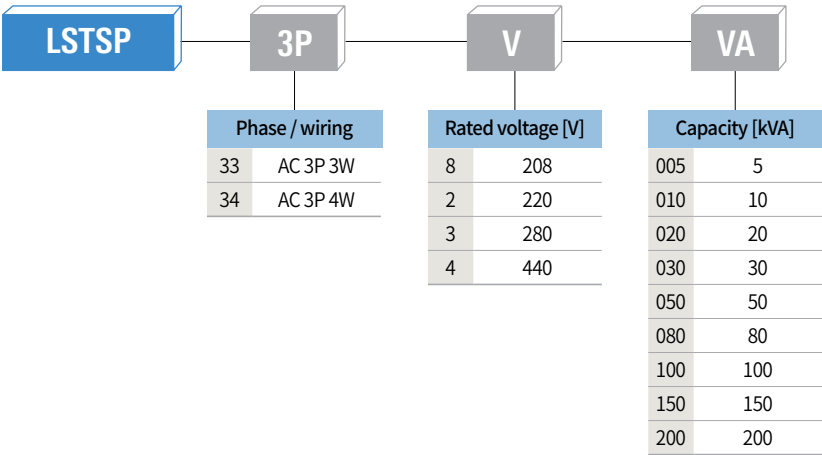 LSTSP 3P V VA
Phase / wiring
33 AC 3P 3W
34 AC 3P 4W
Rated voltage [V]
8 208
2 220
3 280
4 440
Capacity [kVA]
005 5
010 10
020 20
030 30
050 50
080 80
100 100
150 150
200 200